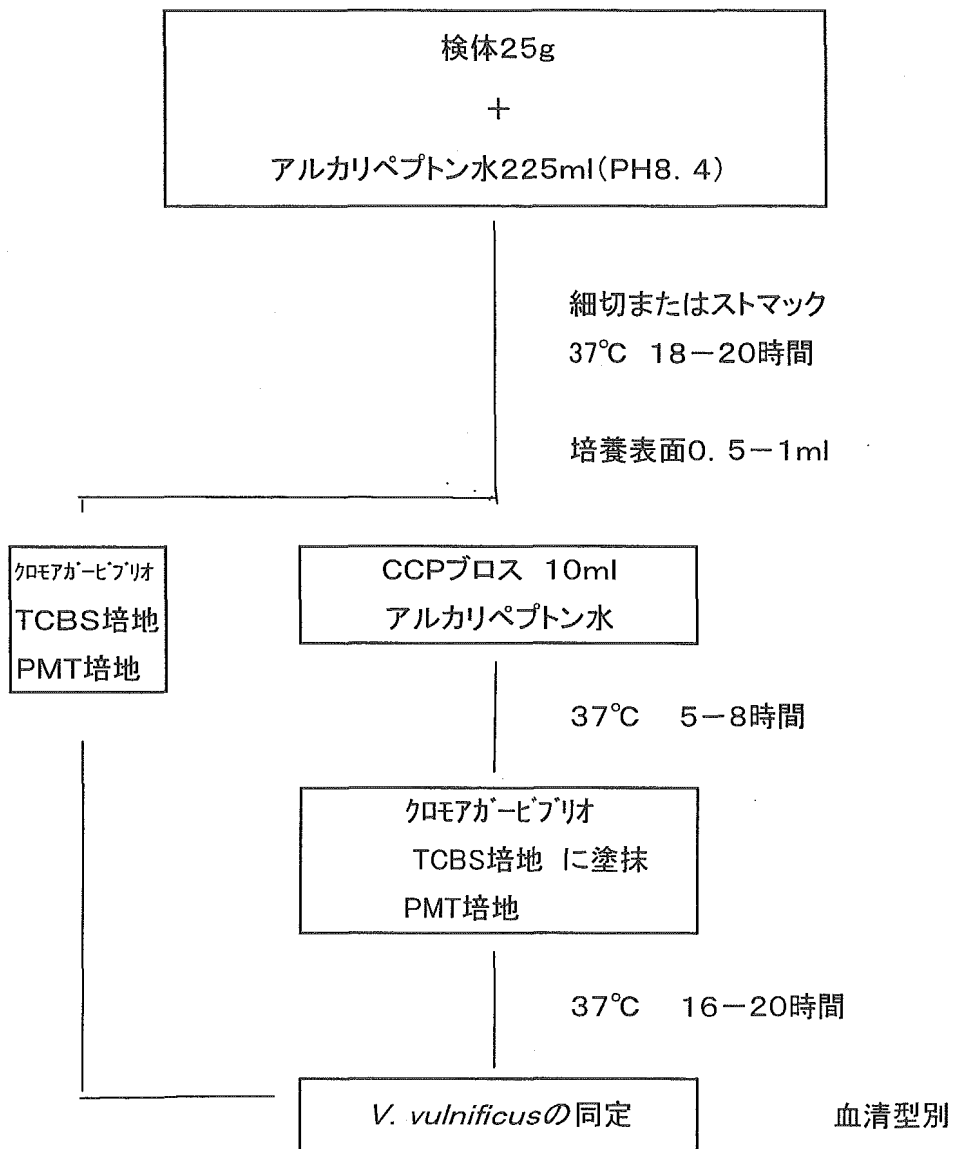 検体25g
＋
アルカリペプトン水225ml(PH8. 4)
細切またはストマック
37℃ 18－20時間
培養表面0. 5－1ml
ｸﾛﾓｱｶﾞｰﾋﾞﾌﾞﾘｵ
TCBS培地
PMT培地
CCPブロス 10ml
アルカリペプトン水
37℃ 5－8時間
ｸﾛﾓｱｶﾞｰﾋﾞﾌﾞﾘｵ
TCBS培地 に塗抹
PMT培地
37℃ 16－20時間
V. vulnificusの同定 血清型別